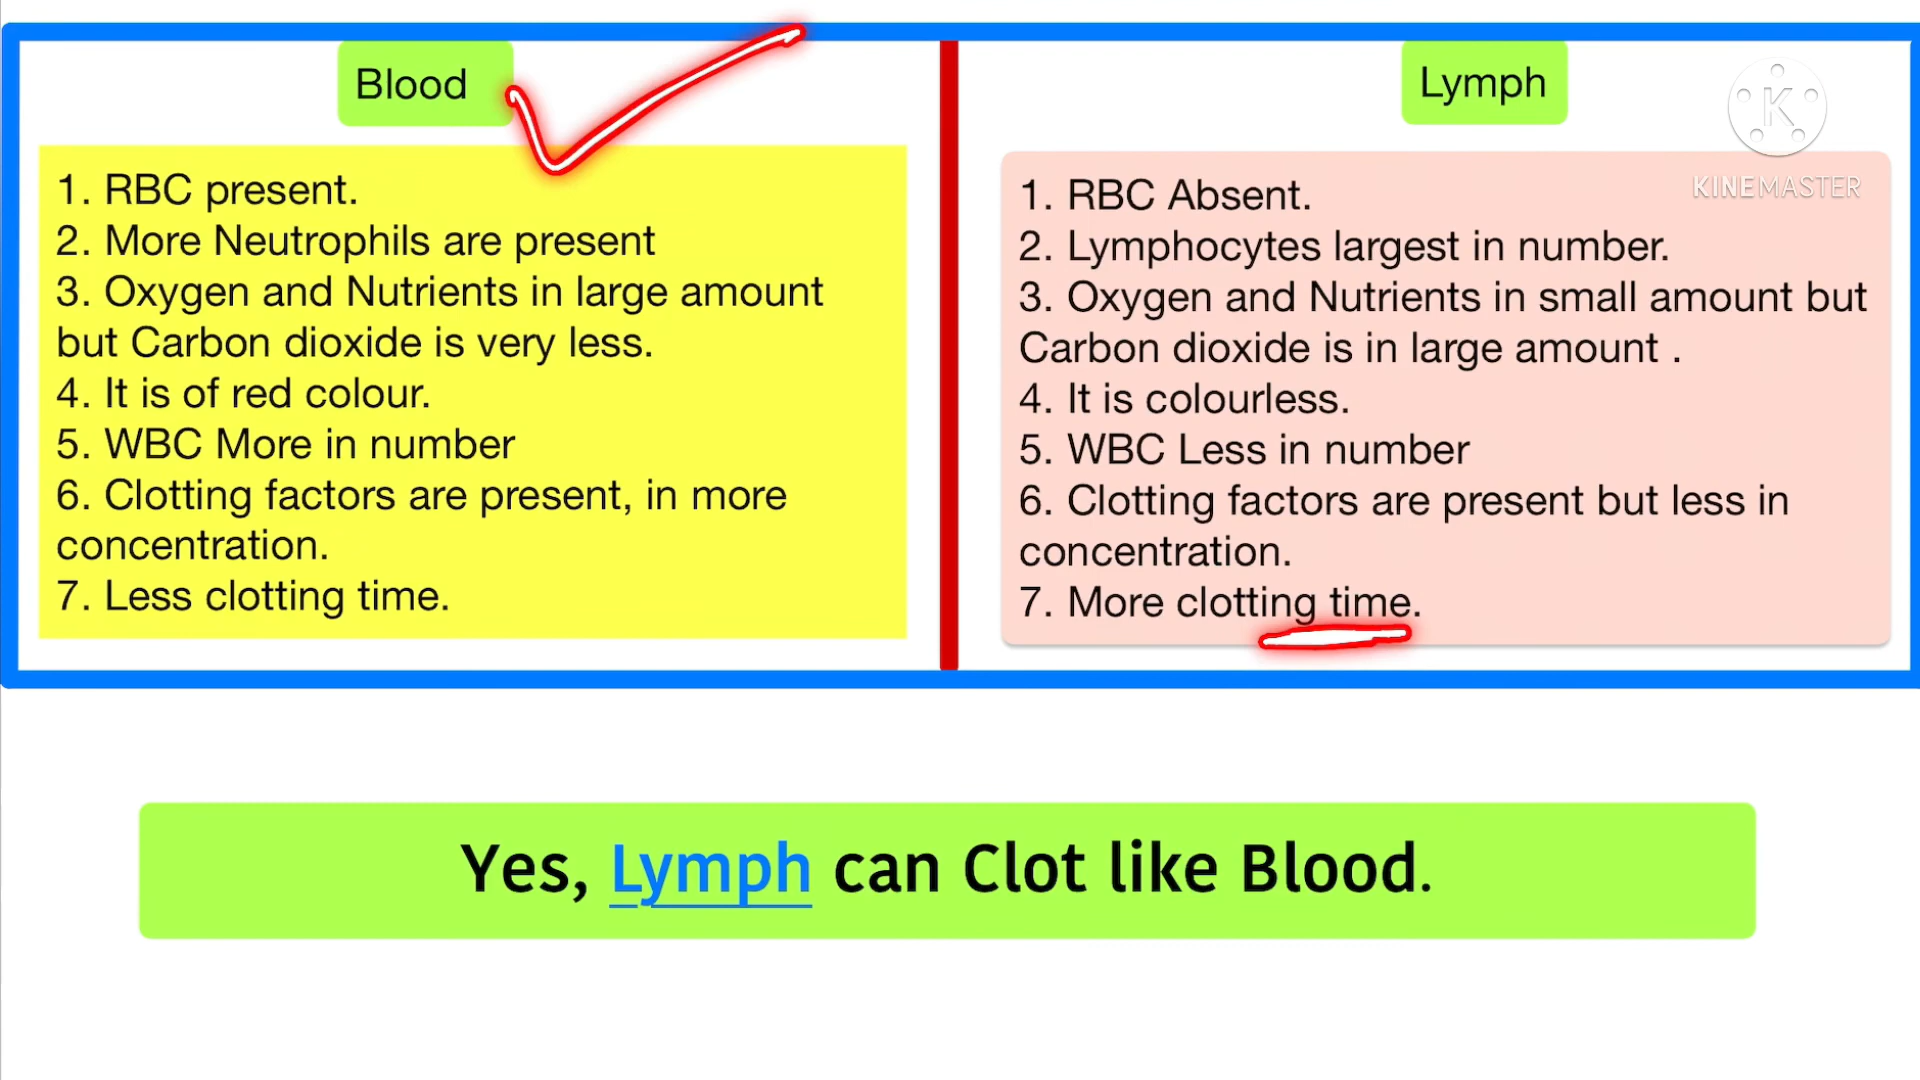 Blood
1. RBC present.
2. More Neutrophils are present
3. Oxygen and Nutrients in large amount
but Carbon dioxide is very less.
4. It is of red colour.
5. WBC More in number
6. Clotting factors are present, in more
concentration.
7. Less clotting time.
Lymph
K
KINEMASTER
1. RBC Absent.
2. Lymphocytes largest in number.
3. Oxygen and Nutrients in small amount but
Carbon dioxide is in large amount .
4. It is colourless.
5. WBC Less in number
6. Clotting factors are present but less in
concentration.
7. More clotting time.
Yes, Lymph can Clot like Blood.